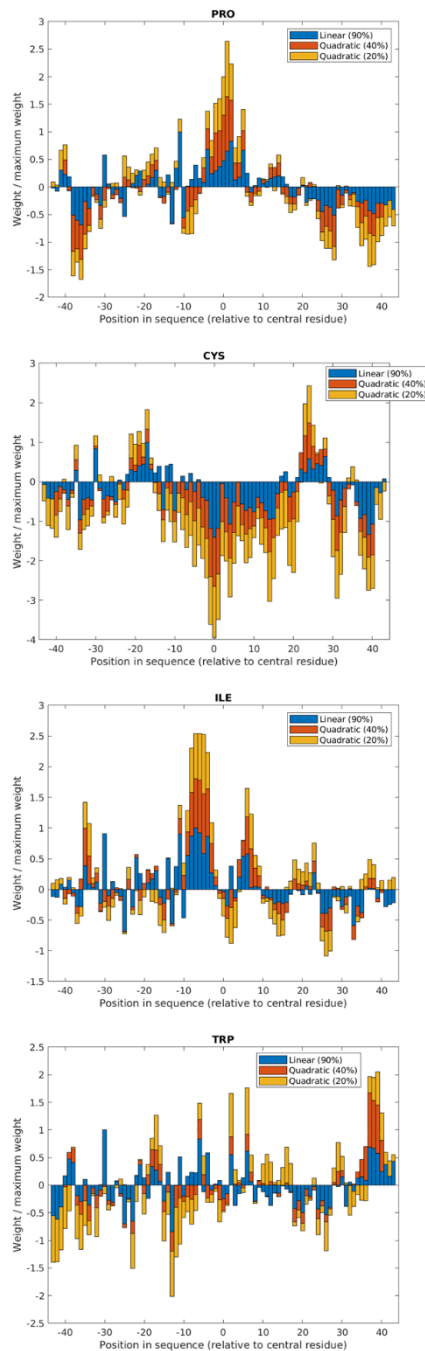 PRO
Linear (90%)
Quadratic (40%)
Quadratic (20%)
3
2.5
2
1.5
1
0.5
0
-0.5
-1
-1.5
-2
Weight / maximum weight
-40 -30 -20 -10 0 10 20 30 40
Position in sequence (relative to central residue)
CYS
Linear (90%)
Quadratic (40%)
Quadratic (20%)
3
2
1
0
-1
-2
-3
-4
Weight / maximum weight
-40 -30 -20 -10 0 10 20 30 40
Position in sequence (relative to central residue)
ILE
Linear (90%)
Quadratic (40%)
Quadratic (20%)
3
2.5
2
1.5
1
0.5
0
-0.5
-1
-1.5
Weight / maximum weight
-40 -30 -20 -10 0 10 20 30 40
Position in sequence (relative to central residue)
TRP
Linear (90%)
Quadratic (40%)
Quadratic (20%)
2.5
2
1.5
1
0.5
0
-0.5
-1
-1.5
-2
2.5
Weight / maximum weight
-40 -30 -20 -10 0 10 20 30 40
Position in sequence (relative to central residue)